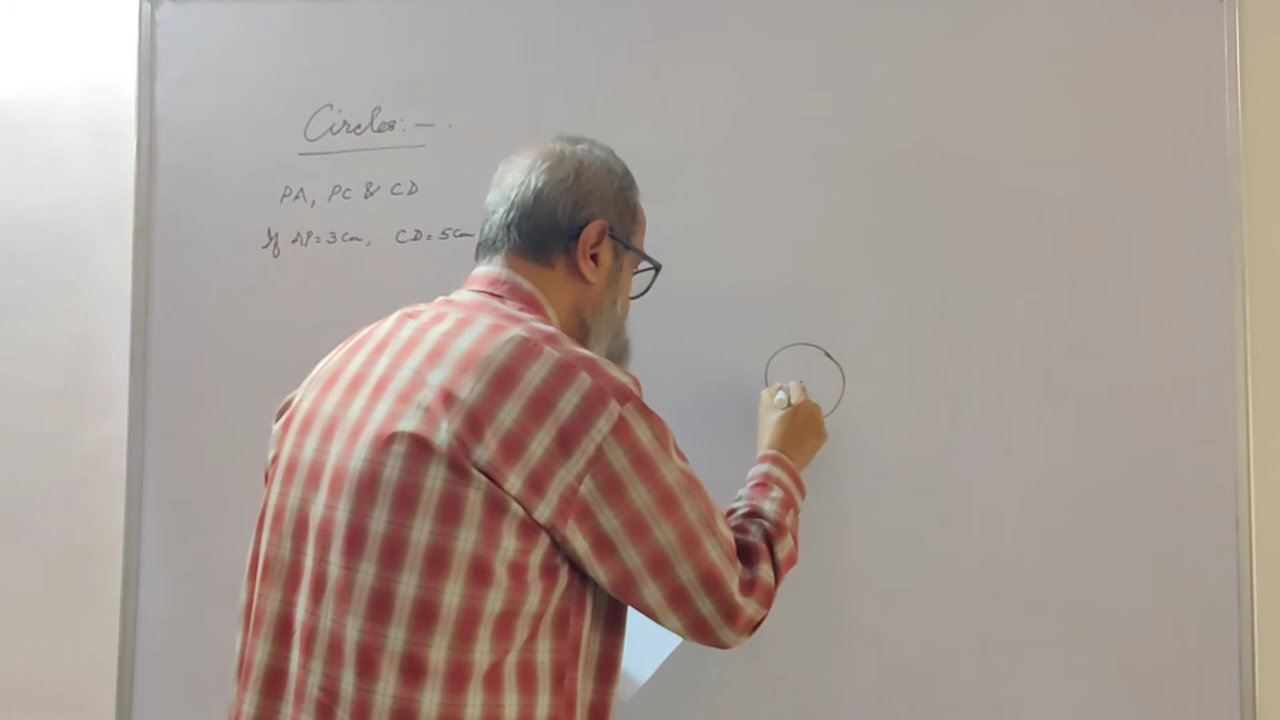 Circles:-.
PA, PC & CD
If AP=3Cm, CD=5Cm